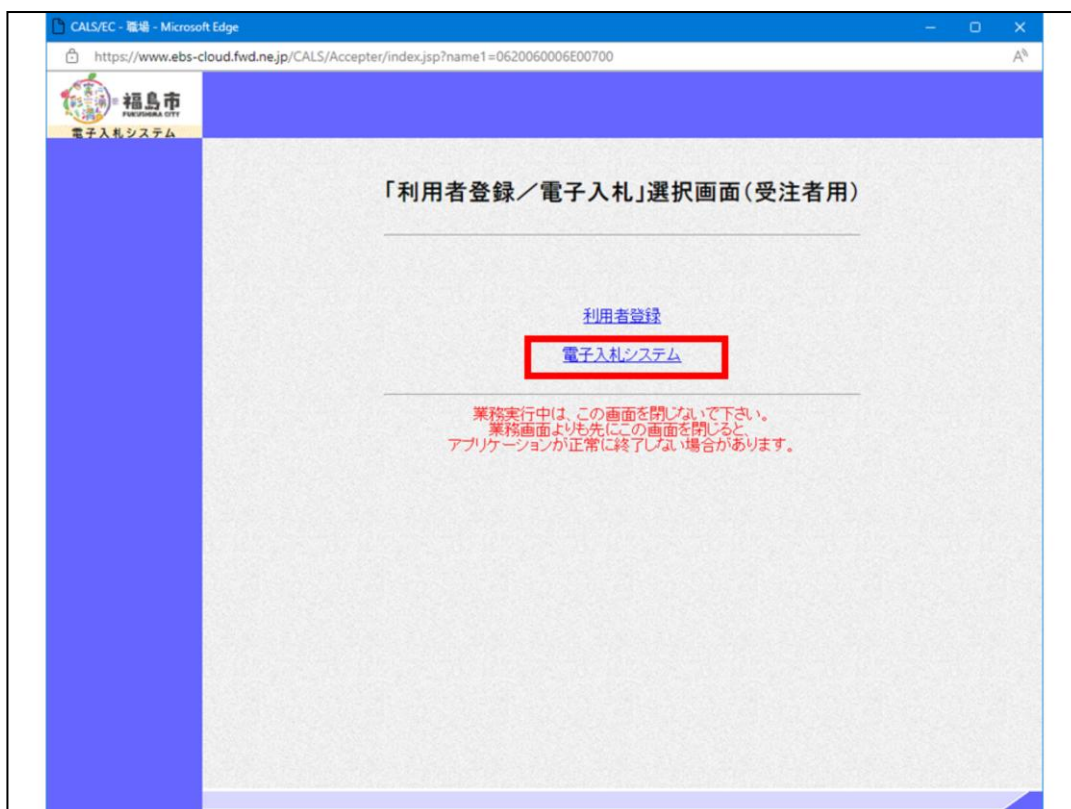 CALS/EC - 職場 - Microsoft Edge
https://www.ebs-cloud.fwd.ne.jp/CALS/Accepter/index.jsp?name1=0620060006E00700
福島市
FUKUSHIMA CITY
電子入札システム
「利用者登録／電子入札」選択画面(受注者用)
利用者登録
電子入札システム
業務実行中は、この画面を閉じないで下さい。
業務画面よりも先にこの画面を閉じると、
アプリケーションが正常に終了しない場合があります。